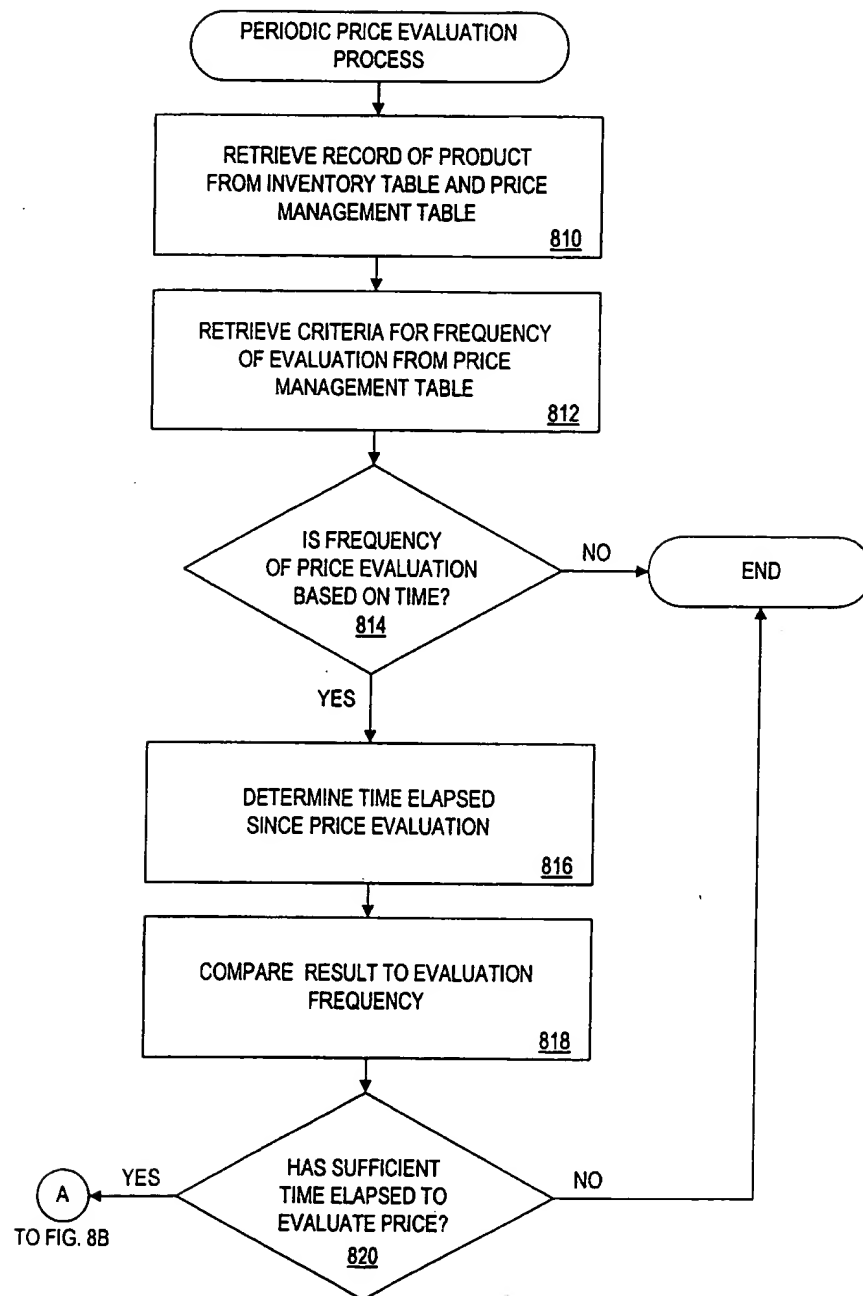 PERIODIC PRICE EVALUATION
PROCESS
RETRIEVE RECORD OF PRODUCT
FROM INVENTORY TABLE AND PRICE
MANAGEMENT TABLE
810
RETRIEVE CRITERIA FOR FREQUENCY
OF EVALUATION FROM PRICE
MANAGEMENT TABLE
812
IS FREQUENCY
OF PRICE EVALUATION
BASED ON TIME?
814
NO
END
YES
DETERMINE TIME ELAPSED
SINCE PRICE EVALUATION
816
COMPARE RESULT TO EVALUATION
FREQUENCY
818
HAS SUFFICIENT
TIME ELAPSED TO
EVALUATE PRICE?
820
NO
YES
A
TO FIG. 8B